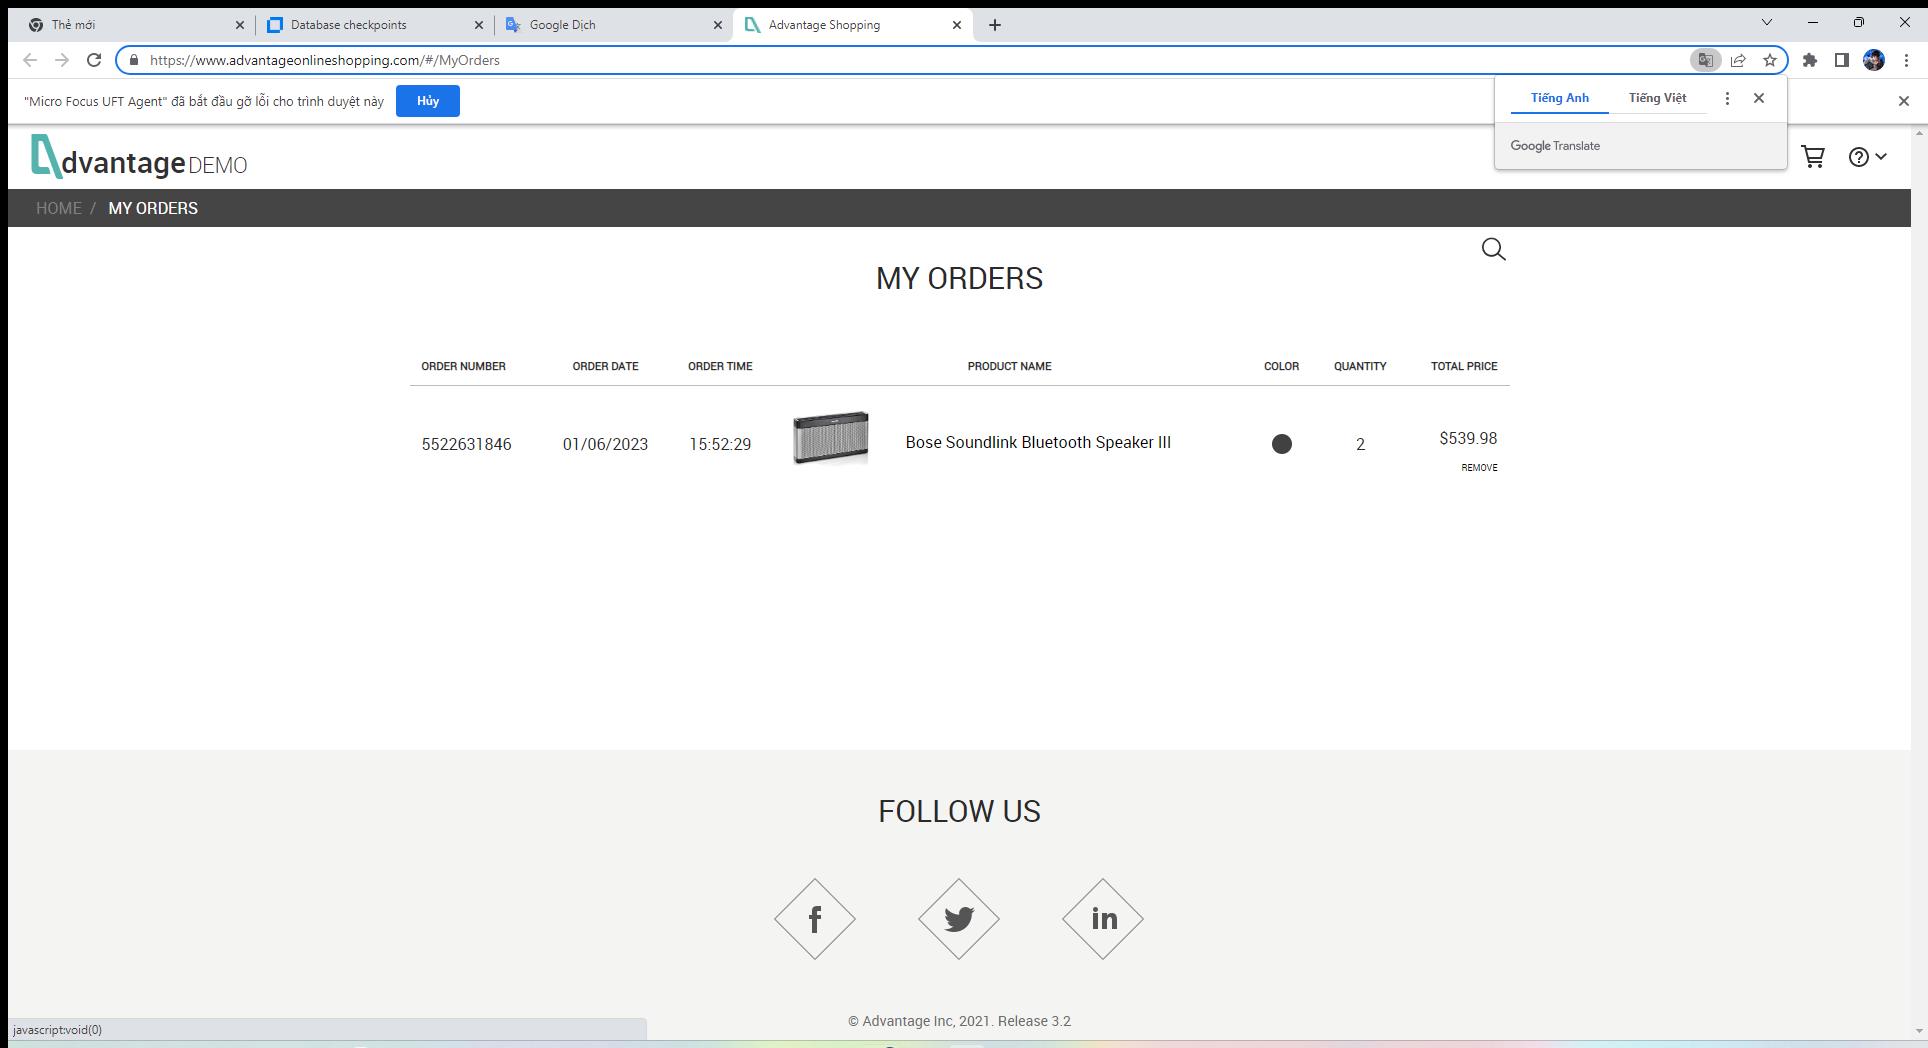 Thẻ mới
Database checkpoints
Google Dịch
Advantage Shopping
https://www.advantageonlineshopping.com/#/MyOrders
"Micro Focus UFT Agent" đã bắt đầu gỡ lỗi cho trình duyệt này
Hủy
Tiếng Anh
Tiếng Việt
Google Translate
dvantage DEMO
HOME / MY ORDERS
MY ORDERS
ORDER NUMBER ORDER DATE ORDER TIME PRODUCT NAME COLOR QUANTITY TOTAL PRICE
5522631846 01/06/2023 15:52:29 Bose Soundlink Bluetooth Speaker III 2 $539.98
REMOVE
FOLLOW US
f
in
© Advantage Inc, 2021. Release 3.2
javascript:void(0)